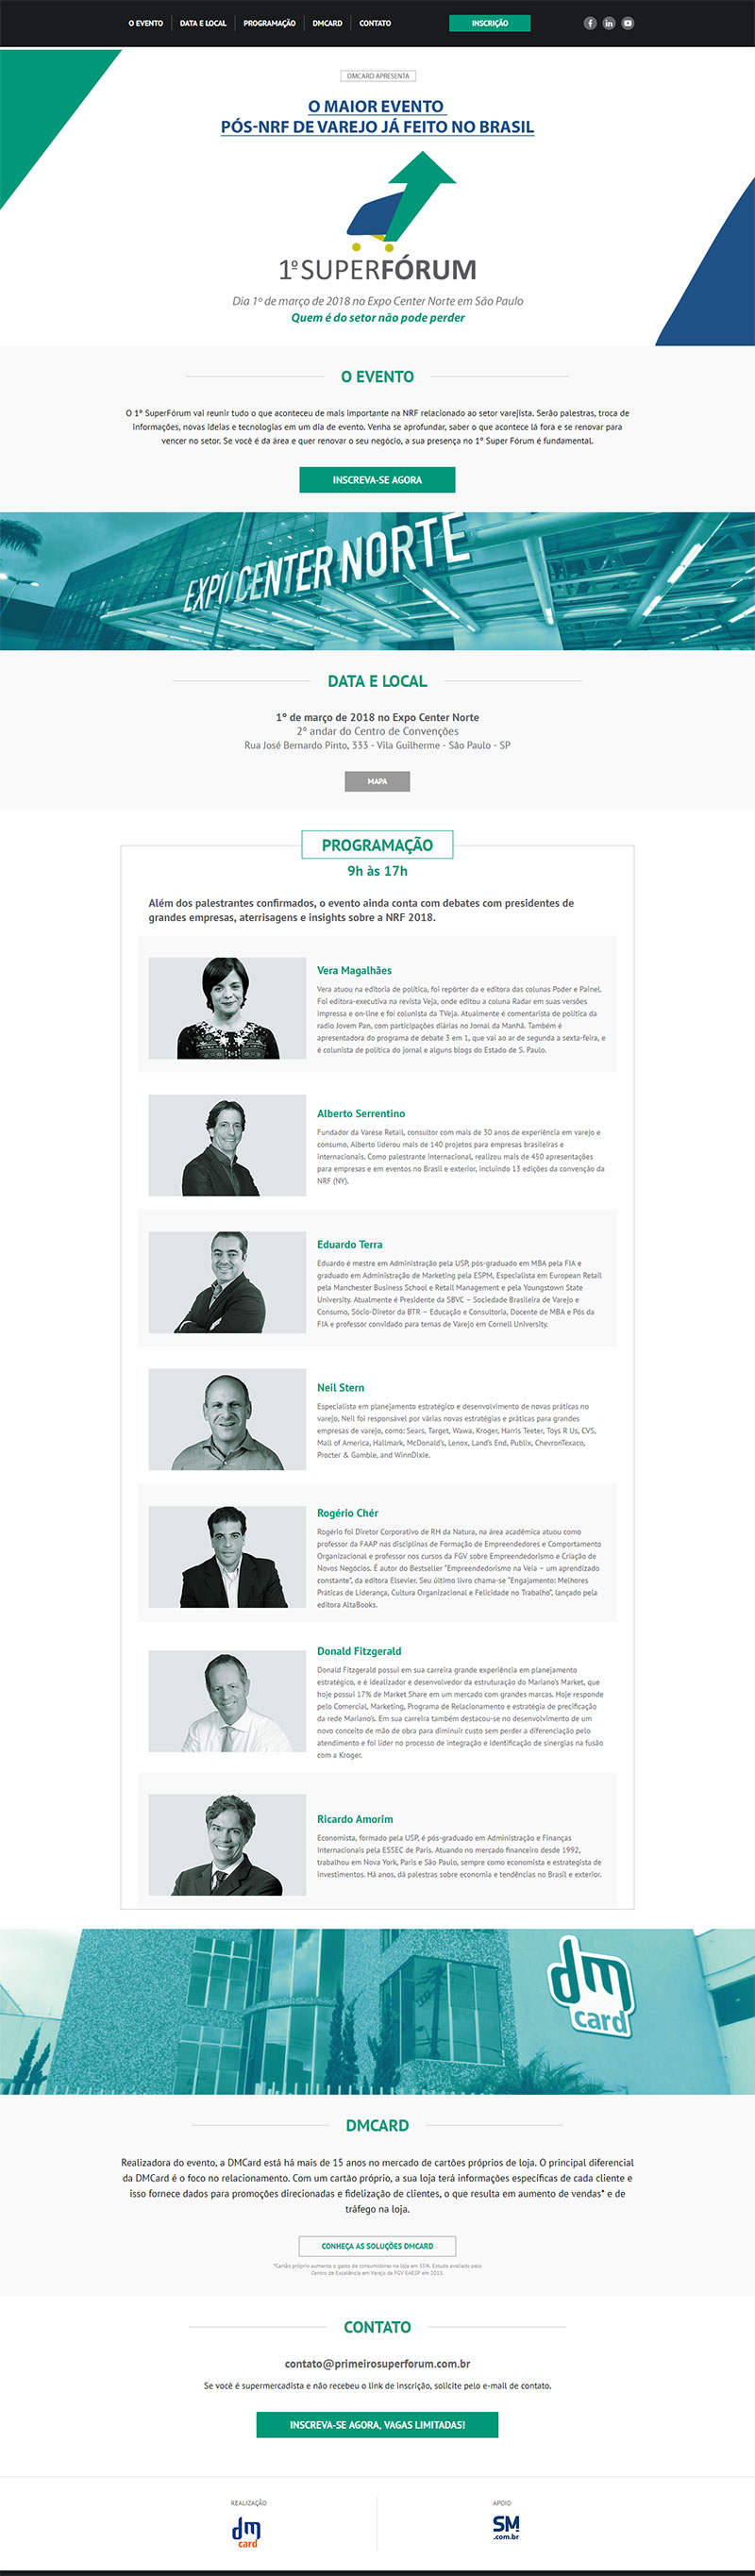 O EVENTO
DATA E LOCAL
PROGRAMAÇÃO
DMCARD
CONTATO
INSCRIÇÃO
DMCARD APRESENTA
O MAIOR EVENTO
PÓS-NRF DE VAREJO JÁ FEITO NO BRASIL
1º SUPERFÓRUM
Dia 1º de março de 2018 no Expo Center Norte em São Paulo
Quem é do setor não pode perder
O EVENTO
O 1º SuperFórum vai reunir tudo o que aconteceu de mais importante na NRF relacionado ao setor varejista. Serão palestras, troca de
informações, novas ideias e tecnologias em um dia de evento. Venha se aprofundar, saber o que acontece lá fora e se renovar para
vencer no setor. Se você é da área e quer renovar o seu negócio, a sua presença no 1º Super Fórum é fundamental.
INSCREVA-SE AGORA
EXPO CENTER NORTE
DATA E LOCAL
1º de março de 2018 no Expo Center Norte
2º andar do Centro de Convenções
Rua José Bernardo Pinto, 333 - Vila Guilherme - São Paulo - SP
MAPA
PROGRAMAÇÃO
9h às 17h
Além dos palestrantes confirmados, o evento ainda conta com debates com presidentes de
grandes empresas, aterrisagens e insights sobre a NRF 2018.
Vera Magalhães
Vera atuou na editoria de política, foi repórter da e editora das colunas Poder e Painel.
Foi editora-executiva na revista Veja, onde editou a coluna Radar em suas versões
impressa e on-line e foi colunista da TVeja. Atualmente é comentarista de política da
radio Jovem Pan, com participações diárias no Jornal da Manhã. Também é
apresentadora do programa de debate 3 em 1, que vai ao ar de segunda a sexta-feira, e
é colunista de política do jornal e alguns blogs do Estado de S. Paulo.
Alberto Serrentino
Fundador da Varese Retail, consultor com mais de 30 anos de experiência em varejo e
consumo, Alberto liderou mais de 140 projetos para empresas brasileiras e
internacionais. Como palestrante internacional, realizou mais de 450 apresentações
para empresas e em eventos no Brasil e exterior, incluindo 13 edições da convenção da
NRF (NY).
Eduardo Terra
Eduardo é mestre em Administração pela USP, pós-graduado em MBA pela FIA e
graduado em Administração de Marketing pela ESPM, Especialista em European Retail
pela Manchester Business School e Retail Management e pela Youngstown State
University. Atualmente é Presidente da SBVC – Sociedade Brasileira de Varejo e
Consumo, Sócio-Diretor da BTR – Educação e Consultoria, Docente de MBA e Pós da
FIA e professor convidado para temas de Varejo em Cornell University.
Neil Stern
Especialista em planejamento estratégico e desenvolvimento de novas práticas no
varejo, Neil foi responsável por várias novas estratégias e práticas para grandes
empresas de varejo, como: Sears, Target, Wawa, Kroger, Harris Teeter, Toys R Us, CVS,
Mall of America, Hallmark, McDonald's, Lenox, Land's End, Publix, ChevronTexaco,
Procter & Gamble, and WinnDixie.
Rogério Chér
Rogério foi Diretor Corporativo de RH da Natura, na área acadêmica atuou como
professor da FAAP nas disciplinas de Formação de Empreendedores e Comportamento
Organizacional e professor nos cursos da FGV sobre Empreendedorismo e Criação de
Novos Negócios. É autor do Bestseller "Empreendedorismo na Veia – um aprendizado
constante", da editora Elsevier. Seu último livro chama-se "Engajamento: Melhores
Práticas de Liderança, Cultura Organizacional e Felicidade no Trabalho", lançado pela
editora AltaBooks.
Donald Fitzgerald
Donald Fitzgerald possui em sua carreira grande experiência em planejamento
estratégico, e é idealizador e desenvolvedor da estruturação do Mariano's Market, que
hoje possui 17% de Market Share em um mercado com grandes marcas. Hoje responde
pelo Comercial, Marketing, Programa de Relacionamento e estratégia de precificação
da rede Mariano's. Em sua carreira também destacou-se no desenvolvimento de um
novo conceito de mão de obra para diminuir custo sem perder a diferenciação pelo
atendimento e foi líder no processo de integração e identificação de sinergias na fusão
com a Kroger.
Ricardo Amorim
Economista, formado pela USP, é pós-graduado em Administração e Finanças
Internacionais pela ESSEC de Paris. Atuando no mercado financeiro desde 1992,
trabalhou em Nova York, Paris e São Paulo, sempre como economista e estrategista de
investimentos. Há anos, dá palestras sobre economia e tendências no Brasil e exterior.
dm
card
DMCARD
Realizadora do evento, a DMCard está há mais de 15 anos no mercado de cartões próprios de loja. O principal diferencial
da DMCard é o foco no relacionamento. Com um cartão próprio, a sua loja terá informações específicas de cada cliente e
isso fornece dados para promoções direcionadas e fidelização de clientes, o que resulta em aumento de vendas* e de
tráfego na loja.
CONHEÇA AS SOLUÇÕES DMCARD
*Cartão próprio aumenta o gasto de consumidores na loja em 55%. Estudo avaliado pelo
Centro de Excelência em Varejo da FGV EAESP em 2015.
CONTATO
contato@primeirosuperforum.com.br
Se você é supermercadista e não recebeu o link de inscrição, solicite pelo e-mail de contato.
INSCREVA-SE AGORA, VAGAS LIMITADAS!
REALIZAÇÃO
dm
card
APOIO
SM
.com.br